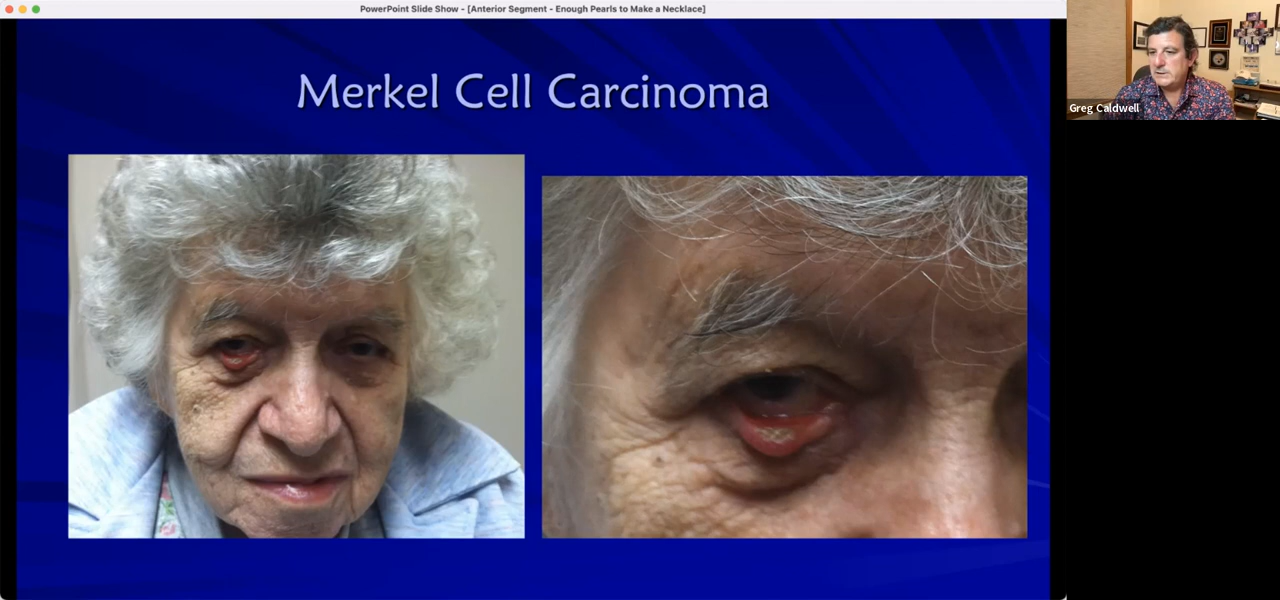 PowerPoint Slide Show - [Anterior Segment - Enough Pearls to Make a Necklace]
Merkel Cell Carcinoma
Greg Caldwell